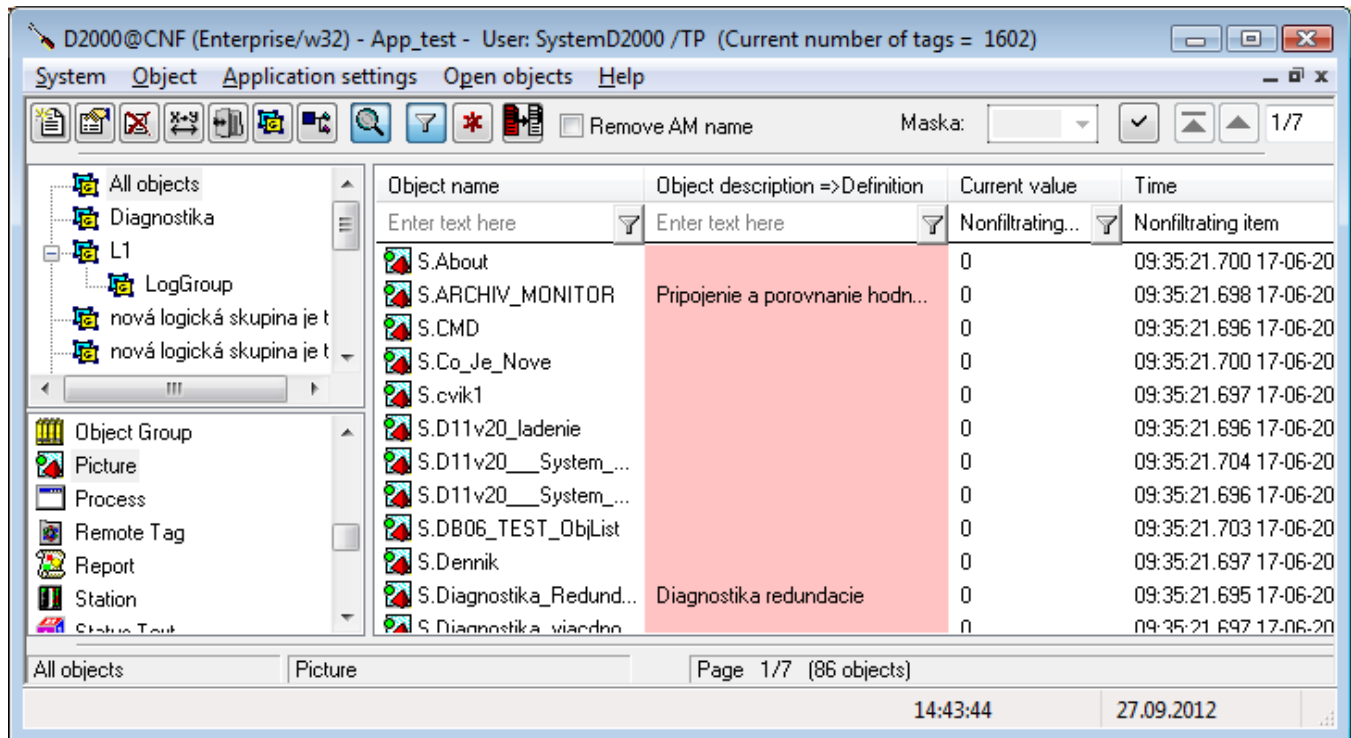 D2000@CNF (Enterprise/w32) - App_test - User: SystemD2000 /TP (Current number of tags = 1602)
System Object Application settings Open objects Help
Remove AM name Maska: 1/7
All objects
Diagnostika
L1
LogGroup
nová logická skupina je t
nová logická skupina je t
Object Group
Picture
Process
Remote Tag
Report
Station
Object name Object description =>Definition Current value Time
Enter text here Enter text here Nonfiltrating... Nonfiltrating item
S.About 0 09:35:21.700 17-06-20
S.ARCHIV_MONITOR Pripojenie a porovnanie hodn... 0 09:35:21.698 17-06-20
S.CMD 0 09:35:21.696 17-06-20
S.Co_Je_Nove 0 09:35:21.700 17-06-20
S.cvik1 0 09:35:21.697 17-06-20
S.D11v20_ladenie 0 09:35:21.696 17-06-20
S.D11v20___System_... 0 09:35:21.704 17-06-20
S.D11v20___System_... 0 09:35:21.696 17-06-20
S.DB06_TEST_ObjList 0 09:35:21.703 17-06-20
S.Dennik 0 09:35:21.697 17-06-20
S.Diagnostika_Redund... Diagnostika redundacie 0 09:35:21.695 17-06-20
S.Diagnostika_viacdno 0 09:35:21.697 17-06-20
All objects Picture Page 1/7 (86 objects)
14:43:44 27.09.2012